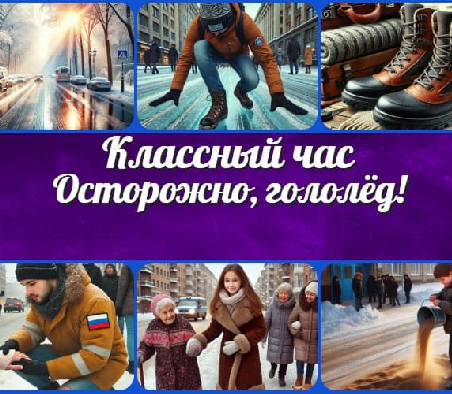 Классный час
Осторожно, гололёд!